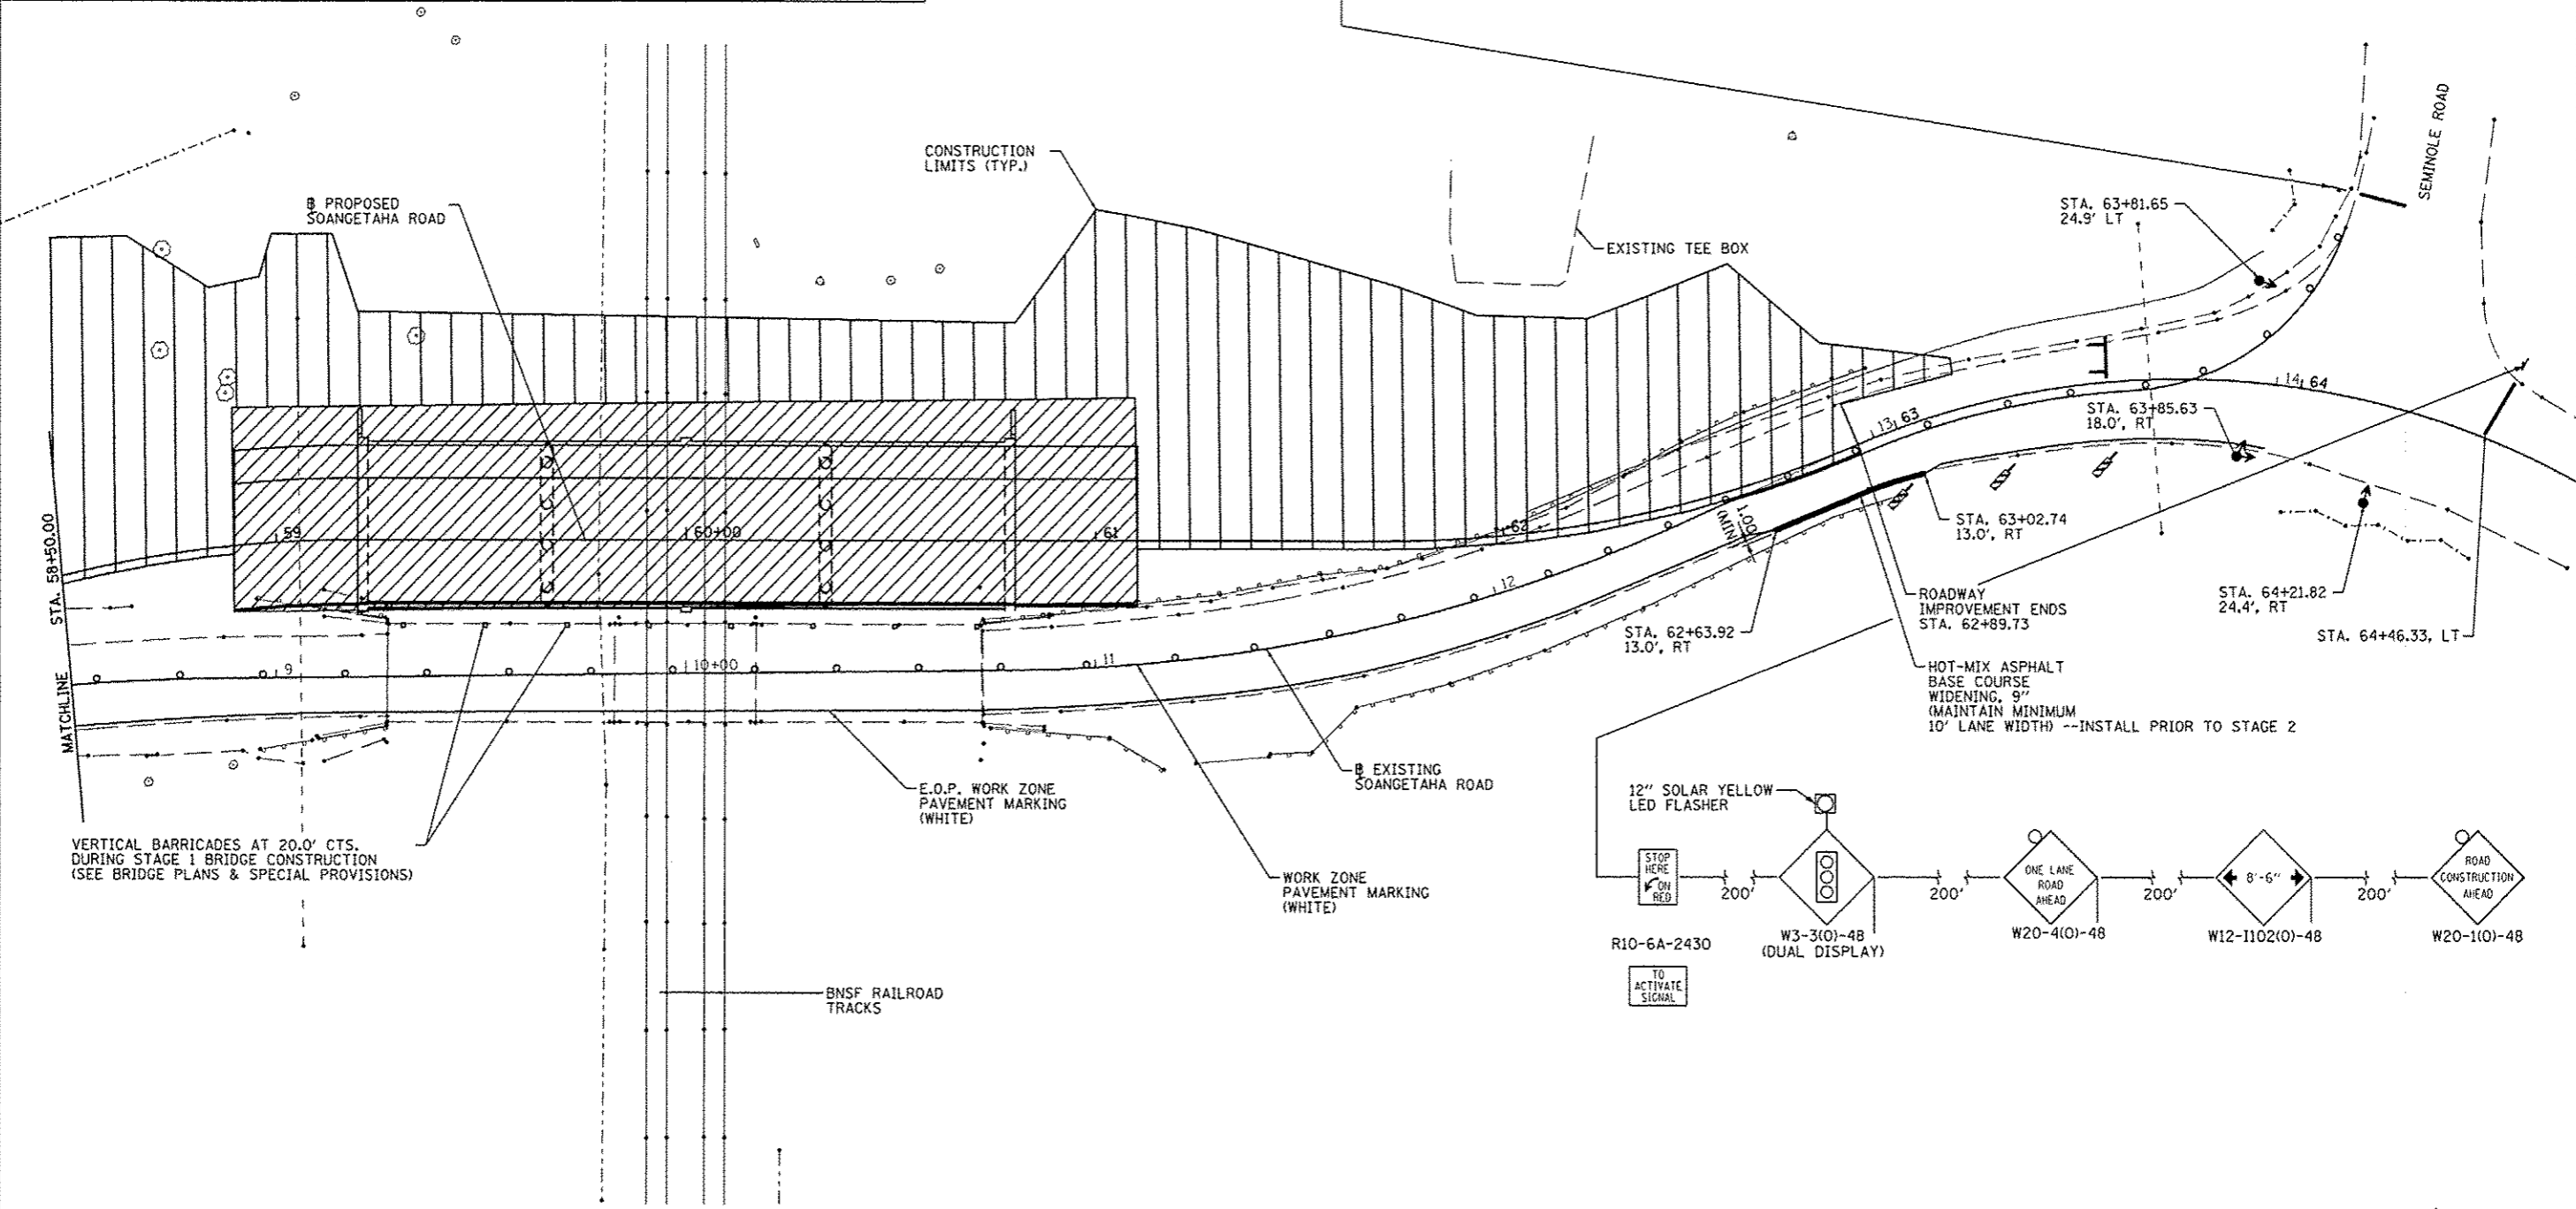 SEMINOLE ROAD
CONSTRUCTION
LIMITS (TYP.)
℄ PROPOSED
SOANGETAHA ROAD
EXISTING TEE BOX
STA. 63+81.65
24.9' LT
14 64
STA. 63+85.63
18.0', RT
13 63
62
1.00'
(MIN)
59
60+00
61
STA. 58+50.00
MATCHLINE
9
10+00
11
12
STA. 63+02.74
13.0', RT
ROADWAY
IMPROVEMENT ENDS
STA. 62+89.73
STA. 64+21.82
24.4', RT
STA. 64+46.33, LT
STA. 62+63.92
13.0', RT
HOT-MIX ASPHALT
BASE COURSE
WIDENING, 9"
(MAINTAIN MINIMUM
10' LANE WIDTH) --INSTALL PRIOR TO STAGE 2
℄ EXISTING
SOANGETAHA ROAD
E.O.P. WORK ZONE
PAVEMENT MARKING
(WHITE)
VERTICAL BARRICADES AT 20.0' CTS.
DURING STAGE 1 BRIDGE CONSTRUCTION
(SEE BRIDGE PLANS & SPECIAL PROVISIONS)
WORK ZONE
PAVEMENT MARKING
(WHITE)
BNSF RAILROAD
TRACKS
12" SOLAR YELLOW
LED FLASHER
STOP
HERE
ON
RED
200'
200'
ONE LANE
ROAD
AHEAD
200'
8'-6"
200'
ROAD
CONSTRUCTION
AHEAD
R10-6A-2430
W3-3(O)-48
(DUAL DISPLAY)
W20-4(O)-48
W12-I102(O)-48
W20-1(O)-48
TO
ACTIVATE
SIGNAL